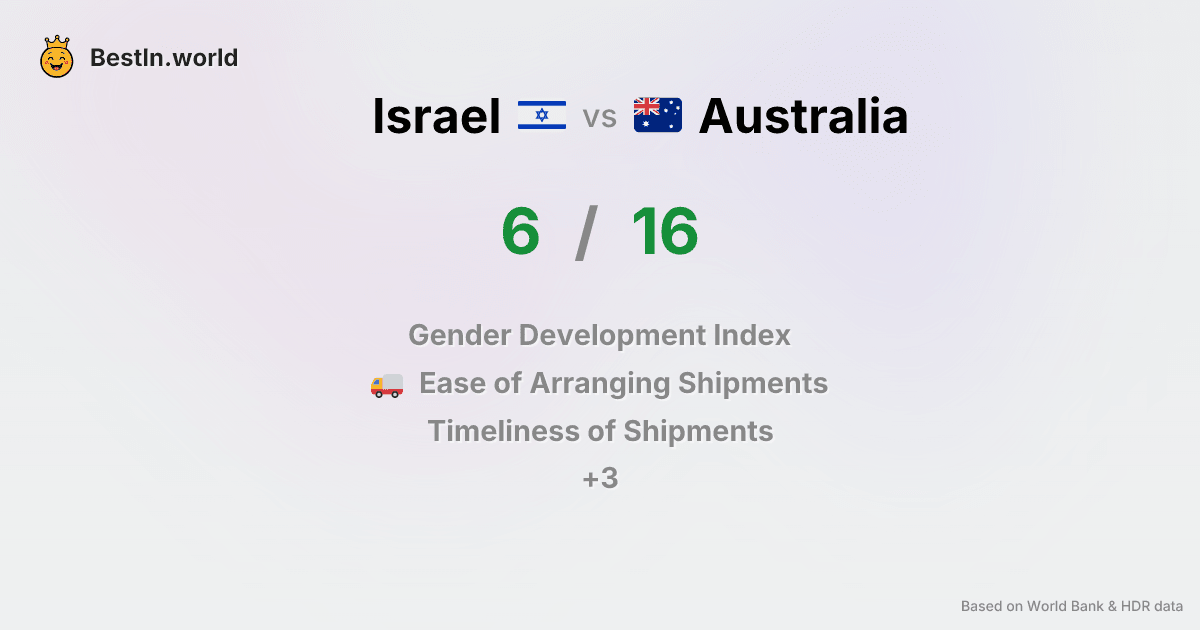 BestIn.world
Israel vs Australia
6 / 16
Gender Development Index
Ease of Arranging Shipments
Timeliness of Shipments
+3
Based on World Bank & HDR data